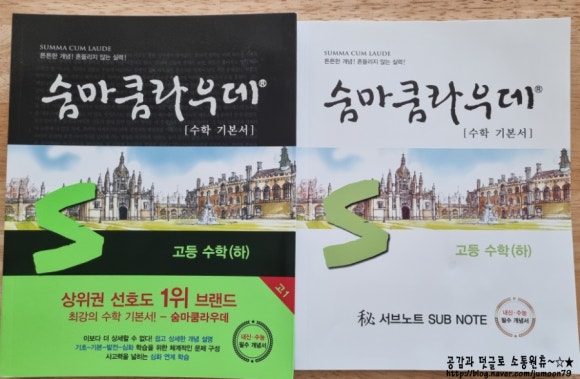 SUMMA CUM LAUDE
튼튼한 개념! 흔들리지 않는 실력!
숨마쿰라우데®
[수학 기본서]
S
고등 수학(하)
고1
상위권 선호도 1위 브랜드
최강의 수학 기본서! - 숨마쿰라우데
이보다 더 상세할 수 없다! 쉽고 상세한 개념 설명
기초-기본-발전-심화 학습을 위한 체계적인 문제 구성
사고력을 넓히는 심화 연계 학습
내신·수능
필수 개념서
SUMMA CUM LAUDE
튼튼한 개념! 흔들리지 않는 실력!
숨마쿰라우데®
[수학 기본서]
S
고등 수학(하)
秘 서브노트 SUB NOTE
내신·수능
필수 개념서
공감과 댓글로 소통원츄~☆★
http://blog.naver.com/jumoon79